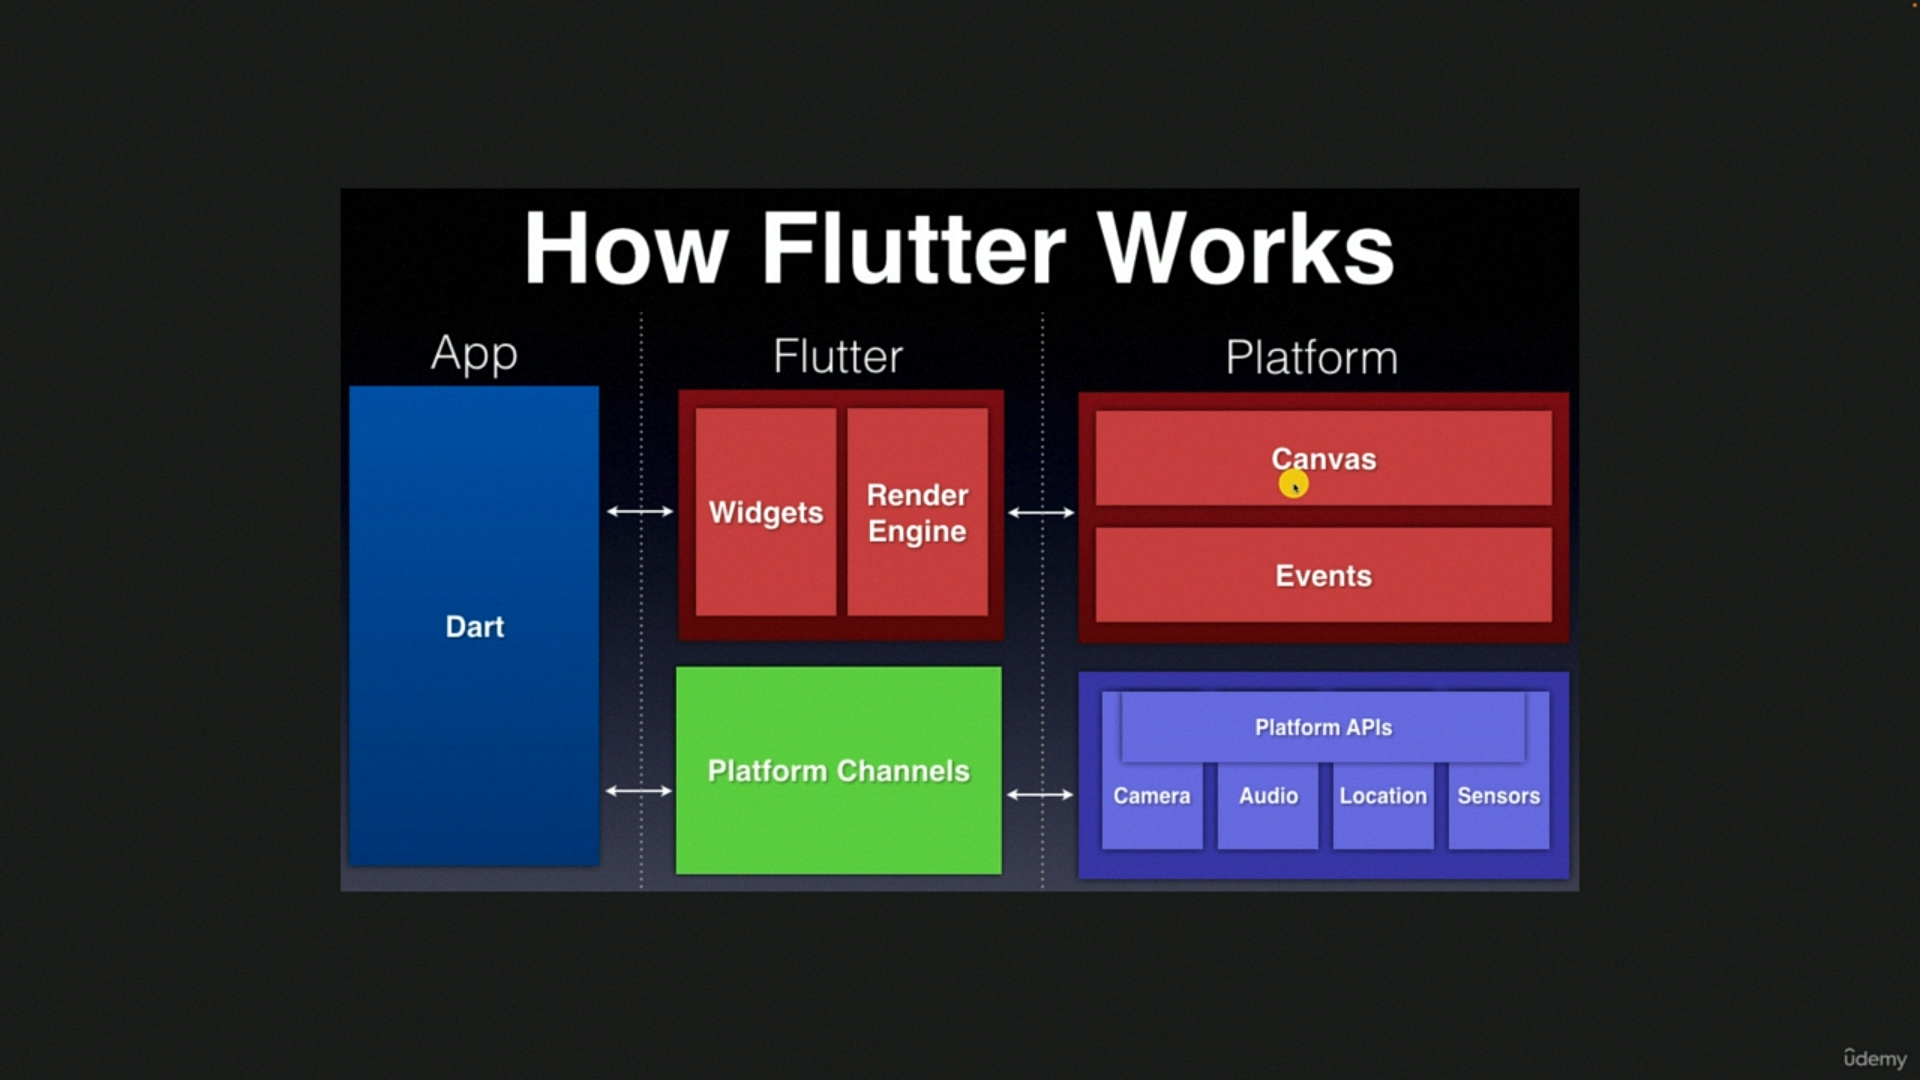 How Flutter Works
App
Flutter
Platform
Dart
Widgets
Render
Engine
Canvas
Events
Platform Channels
Platform APIs
Camera
Audio
Location
Sensors
ûdemy